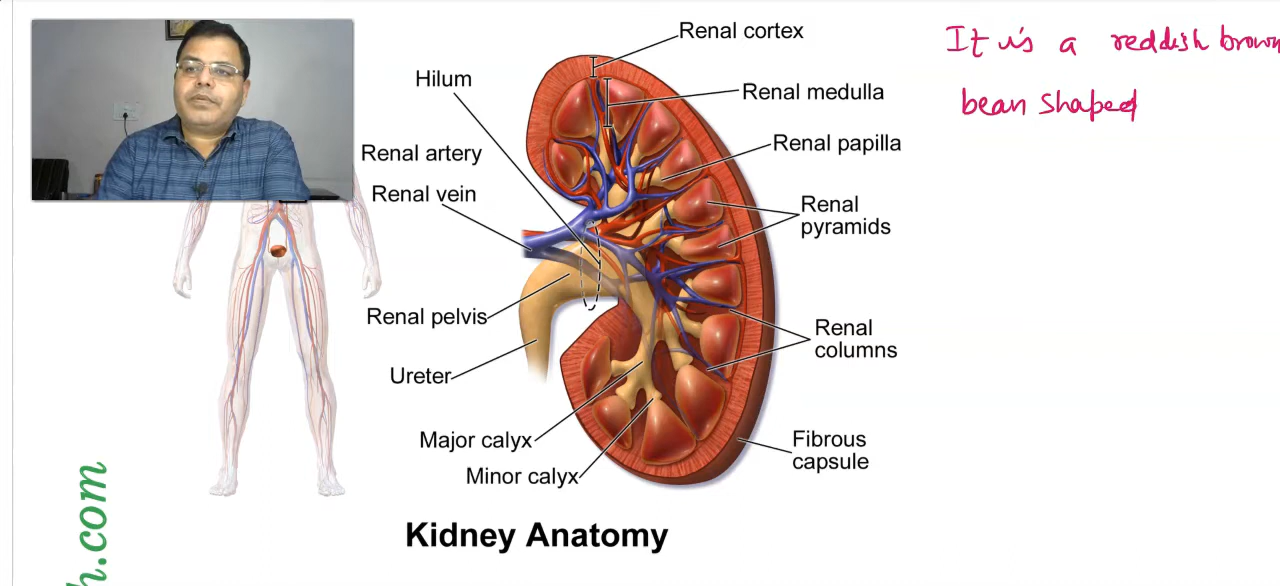 Renal cortex
Hilum
Renal medulla
Renal artery
Renal papilla
Renal vein
Renal
pyramids
Renal pelvis
Renal
columns
Ureter
Major calyx
Fibrous
capsule
Minor calyx
Kidney Anatomy
It is a reddish brown
bean shaped
h.com